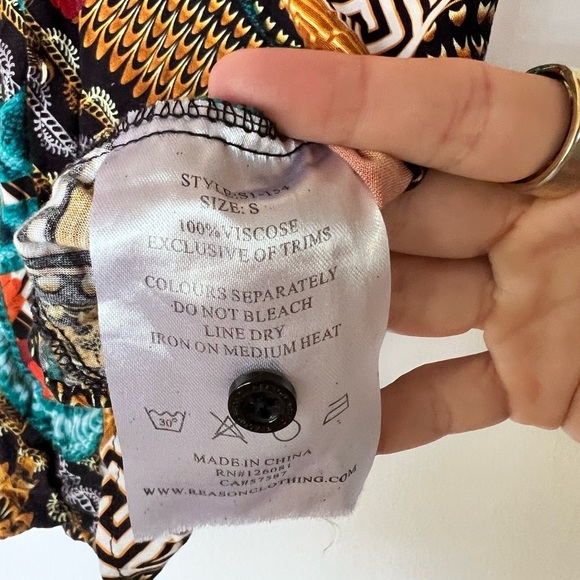 STYLE:S1-154
SIZE: S
100% VISCOSE
EXCLUSIVE OF TRIMS
COLOURS SEPARATELY
DO NOT BLEACH
LINE DRY
IRON ON MEDIUM HEAT
30°
MADE IN CHINA
RN#126081
CA#57587
WWW.REASONCLOTHING.COM